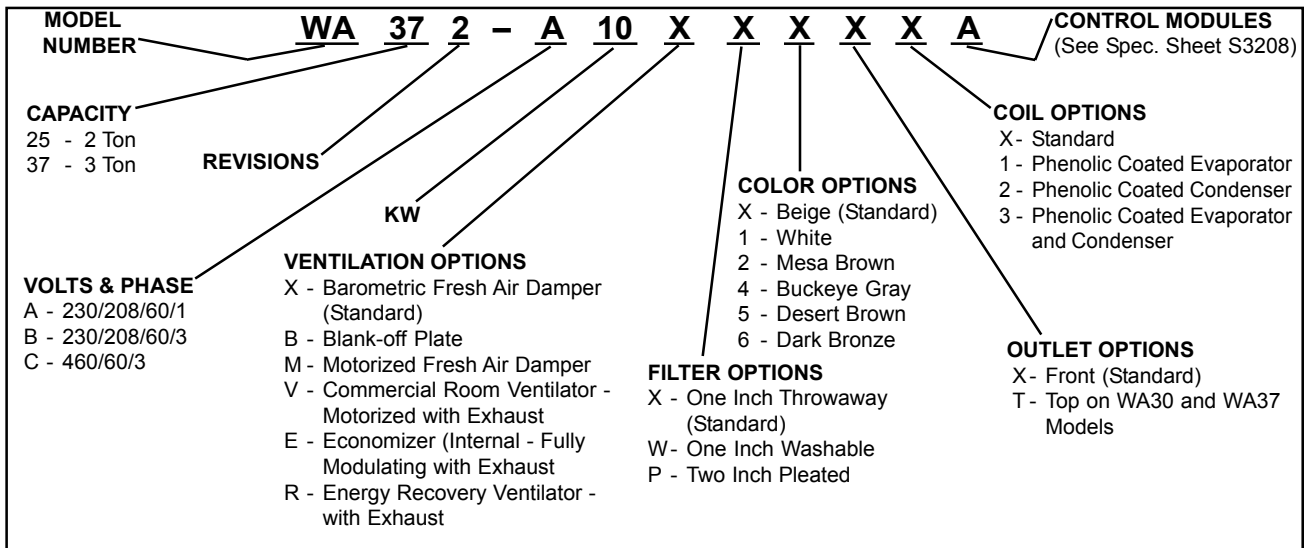 MODEL
NUMBER
WA 37 2 – A 10 X X X X X A
CONTROL MODULES
(See Spec. Sheet S3208)
CAPACITY
25 - 2 Ton
37 - 3 Ton
REVISIONS
VOLTS & PHASE
A - 230/208/60/1
B - 230/208/60/3
C - 460/60/3
KW
VENTILATION OPTIONS
X - Barometric Fresh Air Damper
(Standard)
B - Blank-off Plate
M - Motorized Fresh Air Damper
V - Commercial Room Ventilator -
Motorized with Exhaust
E - Economizer (Internal - Fully
Modulating with Exhaust
R - Energy Recovery Ventilator -
with Exhaust
FILTER OPTIONS
X - One Inch Throwaway
(Standard)
W- One Inch Washable
P - Two Inch Pleated
COLOR OPTIONS
X - Beige (Standard)
1 - White
2 - Mesa Brown
4 - Buckeye Gray
5 - Desert Brown
6 - Dark Bronze
OUTLET OPTIONS
X - Front (Standard)
T - Top on WA30 and WA37
Models
COIL OPTIONS
X - Standard
1 - Phenolic Coated Evaporator
2 - Phenolic Coated Condenser
3 - Phenolic Coated Evaporator
and Condenser